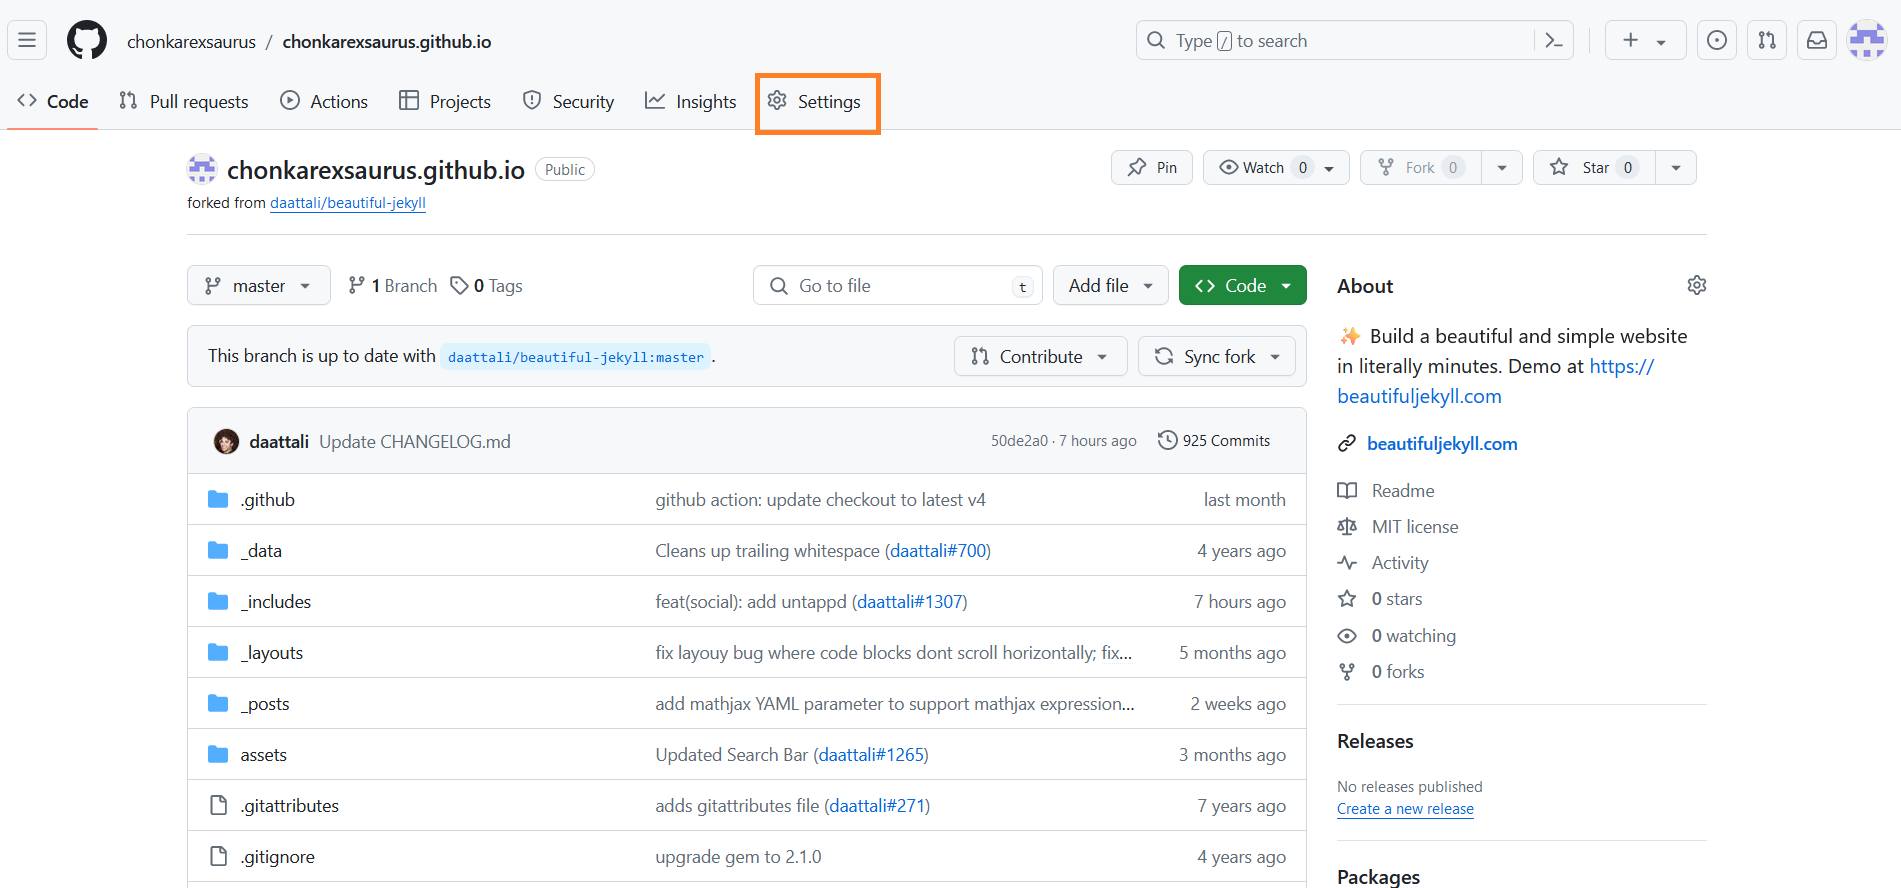 chonkarexsaurus / chonkarexsaurus.github.io
Type / to search
Code Pull requests Actions Projects Security Insights Settings
chonkarexsaurus.github.io Public
Pin Watch 0 Fork 0 Star 0
forked from daattali/beautiful-jekyll
master 1 Branch 0 Tags Go to file t Add file Code
This branch is up to date with daattali/beautiful-jekyll:master .
Contribute Sync fork
daattali Update CHANGELOG.md 50de2a0 · 7 hours ago 925 Commits
.github github action: update checkout to latest v4 last month
_data Cleans up trailing whitespace (daattali#700) 4 years ago
_includes feat(social): add untappd (daattali#1307) 7 hours ago
_layouts fix layouy bug where code blocks dont scroll horizontally; fix... 5 months ago
_posts add mathjax YAML parameter to support mathjax expression... 2 weeks ago
assets Updated Search Bar (daattali#1265) 3 months ago
.gitattributes adds gitattributes file (daattali#271) 7 years ago
.gitignore upgrade gem to 2.1.0 4 years ago
About
✨ Build a beautiful and simple website
in literally minutes. Demo at https://
beautifuljekyll.com
beautifuljekyll.com
Readme
MIT license
Activity
0 stars
0 watching
0 forks
Releases
No releases published
Create a new release
Packages